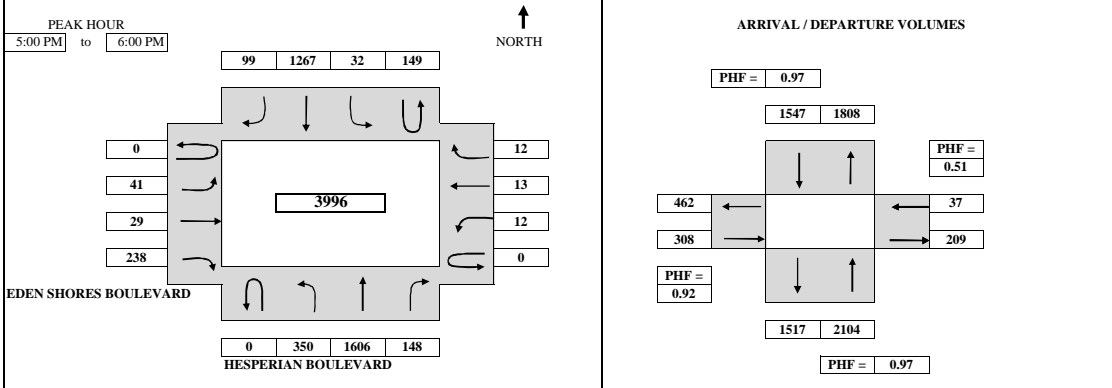 PEAK HOUR
5:00 PM to 6:00 PM
NORTH
99 1267 32 149
0
41
29
238
3996
12
13
12
0
EDEN SHORES BOULEVARD
0 350 1606 148
HESPERIAN BOULEVARD
ARRIVAL / DEPARTURE VOLUMES
PHF = 0.97
1547 1808
PHF =
0.51
462
308
37
209
PHF =
0.92
1517 2104
PHF = 0.97